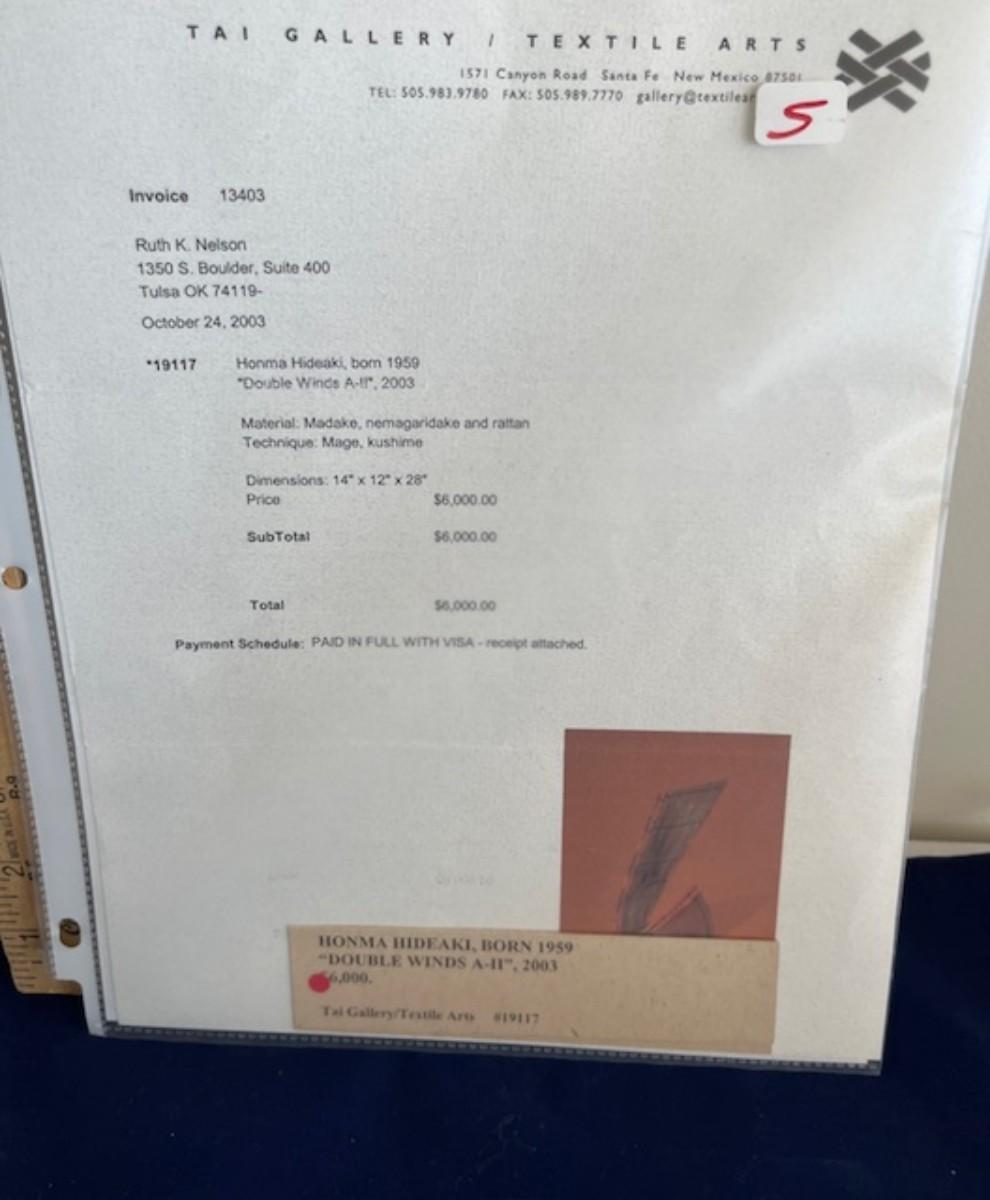 TAI GALLERY / TEXTILE ARTS
1571 Canyon Road Santa Fe New Mexico 87501
TEL: 505.983.9780 FAX: 505.989.7770 gallery@textilear
5
Invoice 13403
Ruth K. Nelson
1350 S. Boulder, Suite 400
Tulsa OK 74119-
October 24, 2003
*19117 Honma Hideaki, born 1959
"Double Winds A-II", 2003
Material: Madake, nemagaridake and rattan
Technique: Mage, kushime
Dimensions: 14" x 12" x 28"
Price $6,000.00
SubTotal $6,000.00
Total $6,000.00
Payment Schedule: PAID IN FULL WITH VISA - receipt attached.
HONMA HIDEAKI, BORN 1959
"DOUBLE WINDS A-II", 2003
$6,000.
Tai Gallery/Textile Arts #19117